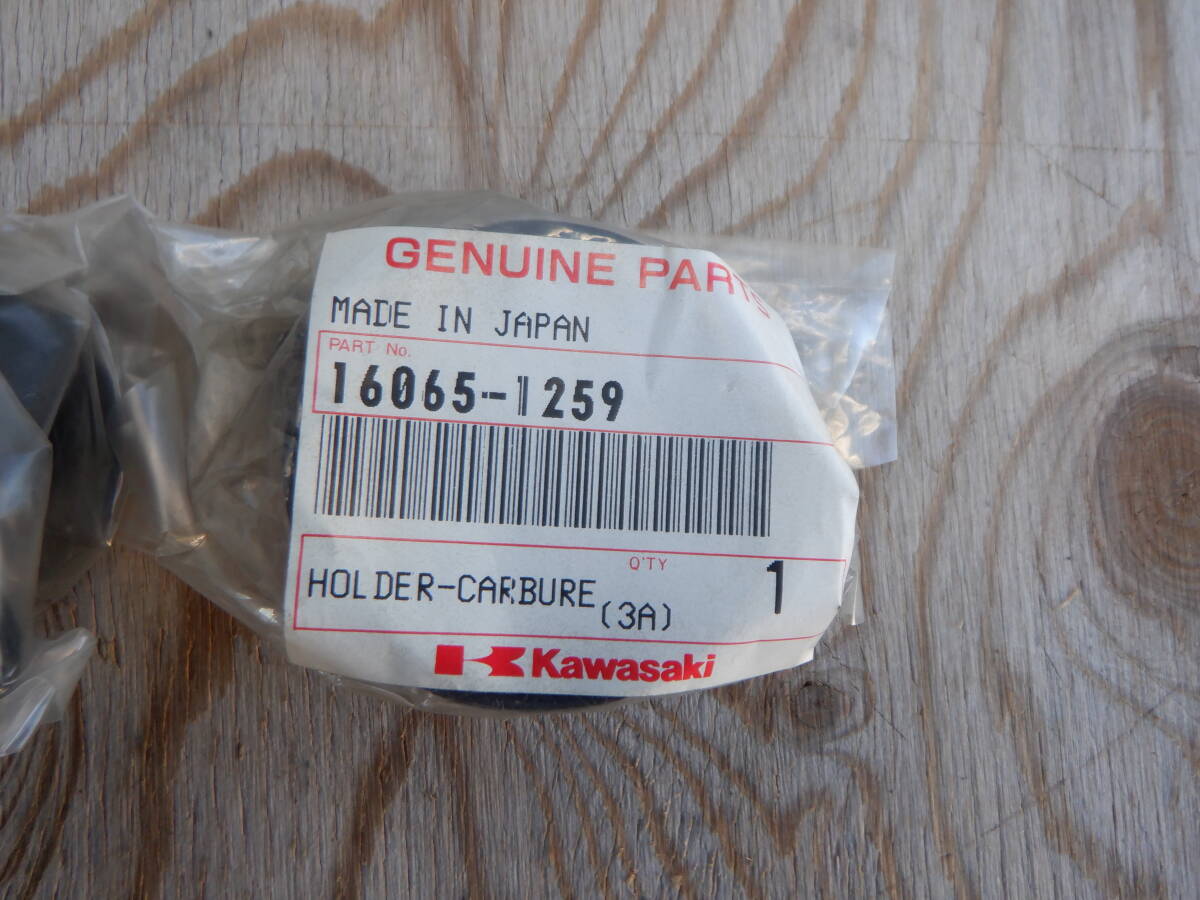 GENUINE PARTS
MADE IN JAPAN
PART No.
16065-1259
Q'TY
HOLDER-CARBURE (3A) 1
Kawasaki